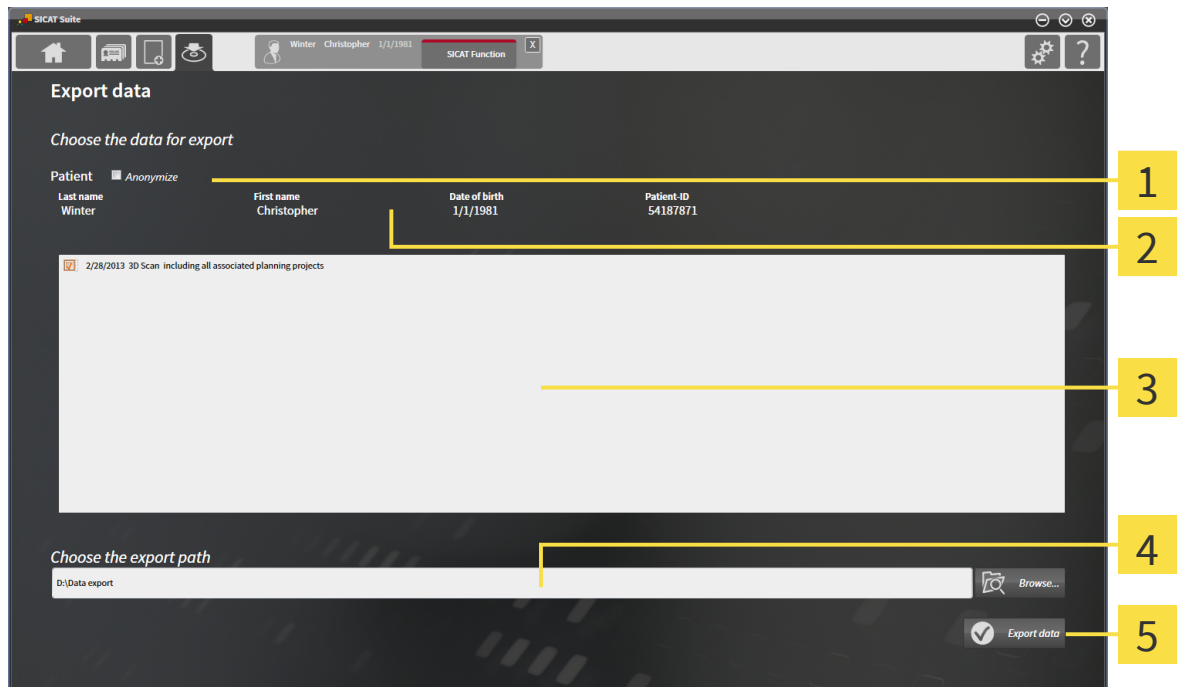 SICAT Suite
Winter Christopher 1/1/1981
SICAT Function
X
?
Export data
Choose the data for export
Patient Anonymize
Last name First name Date of birth Patient-ID
Winter Christopher 1/1/1981 54187871
2/28/2013 3D Scan including all associated planning projects
Choose the export path
D:\Data export
Browse...
Export data
1
2
3
4
5